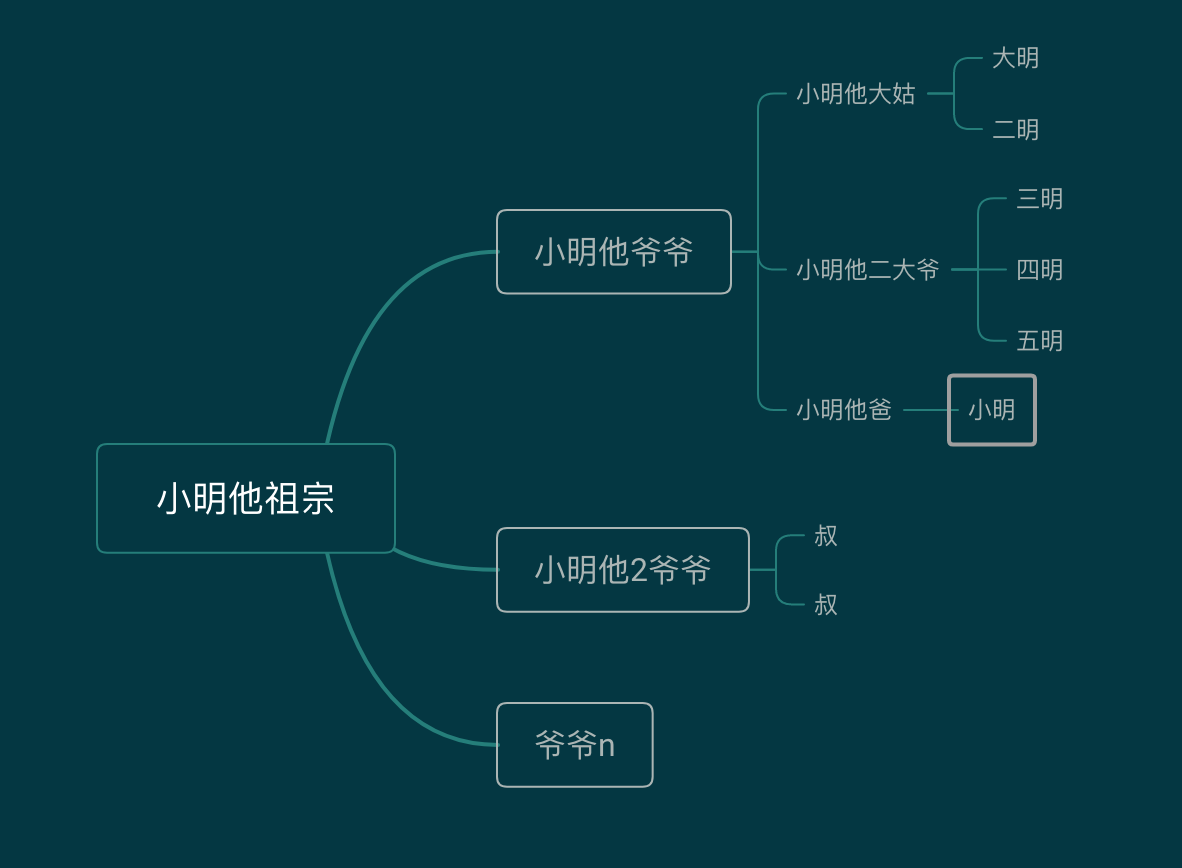 小明他祖宗
小明他爷爷
小明他大姑
大明
二明
小明他二大爷
三明
四明
五明
小明他爸
小明
小明他2爷爷
叔
叔
爷爷n